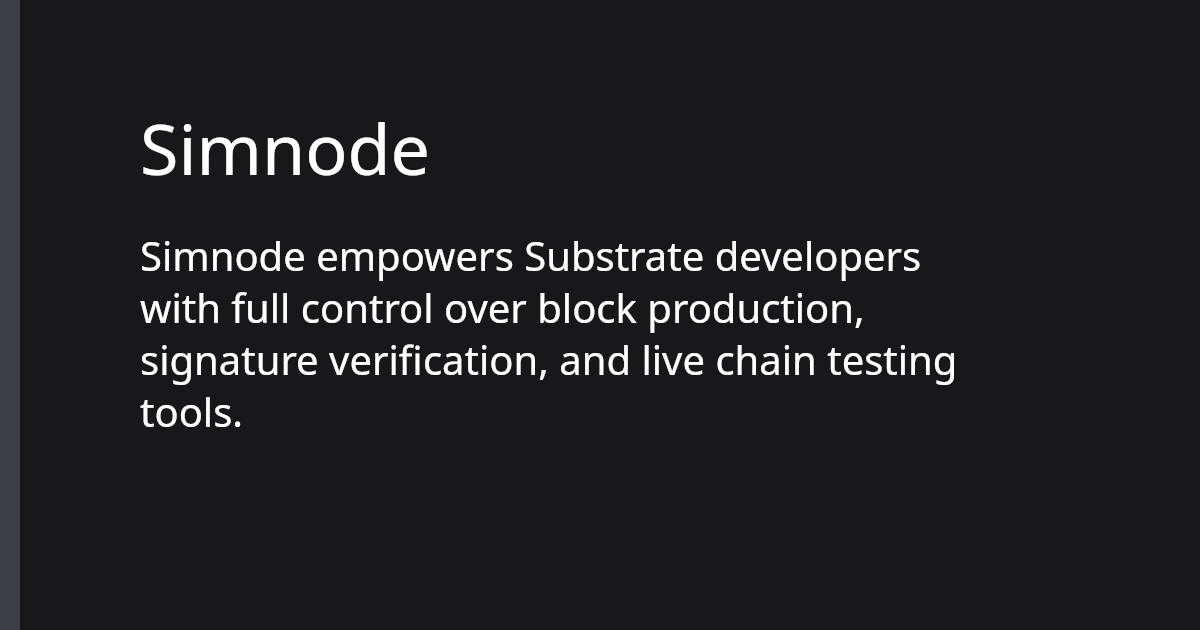 Simnode
Simnode empowers Substrate developers
with full control over block production,
signature verification, and live chain testing
tools.